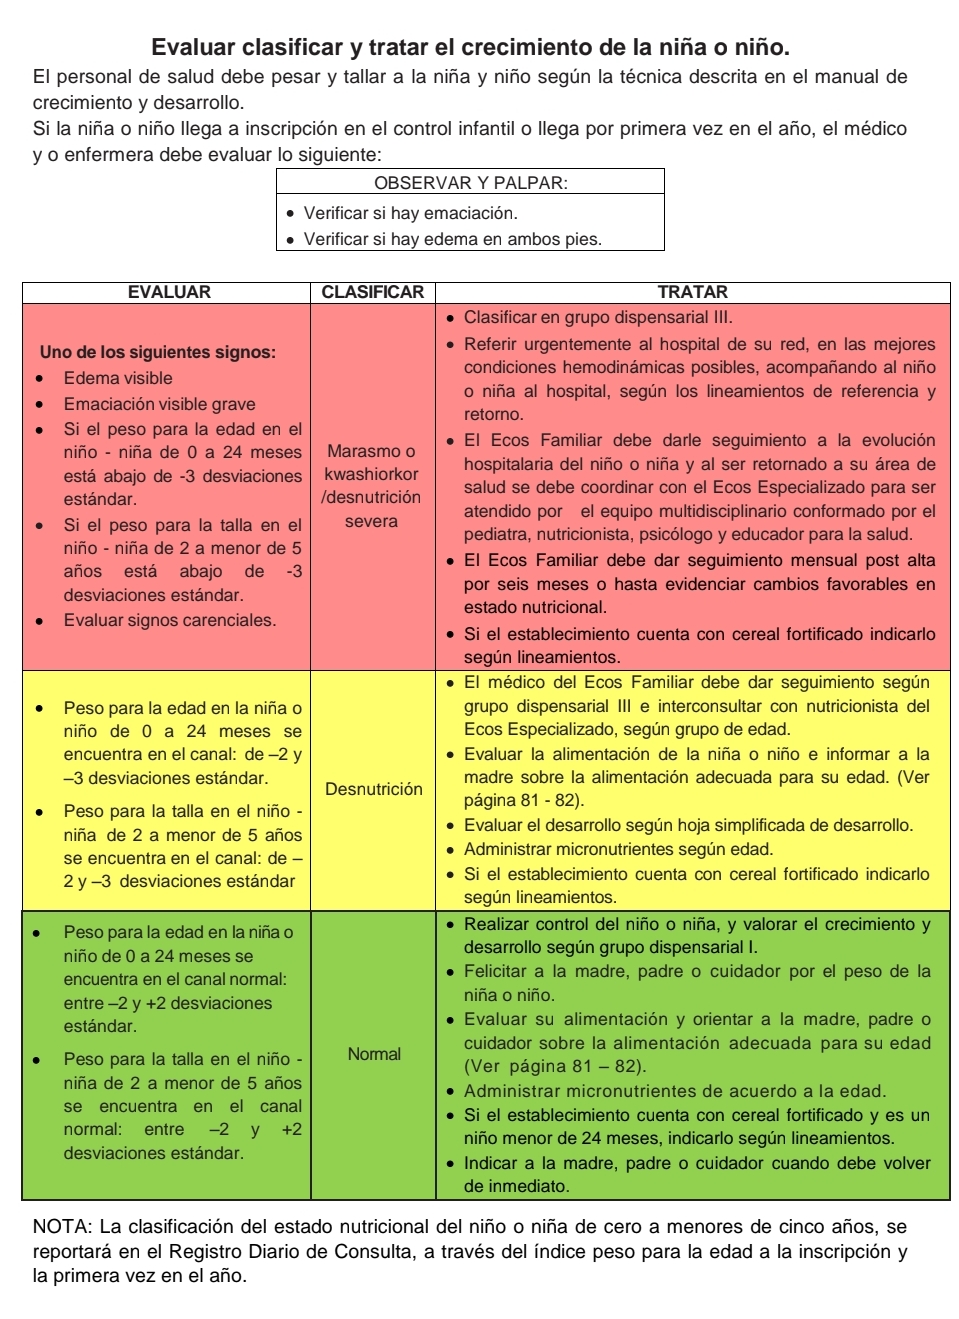 Evaluar clasificar y tratar el crecimiento de la niña o niño.
El personal de salud debe pesar y tallar a la niña y niño según la técnica descrita en el manual de
crecimiento y desarrollo.
Si la niña o niño llega a inscripción en el control infantil o llega por primera vez en el año, el médico
y o enfermera debe evaluar lo siguiente:
OBSERVAR Y PALPAR:
• Verificar si hay emaciación.
• Verificar si hay edema en ambos pies.
EVALUAR CLASIFICAR TRATAR
Uno de los siguientes signos:
• Edema visible
• Emaciación visible grave
• Si el peso para la edad en el
niño - niña de 0 a 24 meses
está abajo de -3 desviaciones
estándar.
• Si el peso para la talla en el
niño - niña de 2 a menor de 5
años está abajo de -3
desviaciones estándar.
• Evaluar signos carenciales.
Marasmo o
kwashiorkor
/desnutrición
severa
• Clasificar en grupo dispensarial III.
• Referir urgentemente al hospital de su red, en las mejores
condiciones hemodinámicas posibles, acompañando al niño
o niña al hospital, según los lineamientos de referencia y
retorno.
• El Ecos Familiar debe darle seguimiento a la evolución
hospitalaria del niño o niña y al ser retornado a su área de
salud se debe coordinar con el Ecos Especializado para ser
atendido por el equipo multidisciplinario conformado por el
pediatra, nutricionista, psicólogo y educador para la salud.
• El Ecos Familiar debe dar seguimiento mensual post alta
por seis meses o hasta evidenciar cambios favorables en
estado nutricional.
• Si el establecimiento cuenta con cereal fortificado indicarlo
según lineamientos.
• Peso para la edad en la niña o
niño de 0 a 24 meses se
encuentra en el canal: de –2 y
–3 desviaciones estándar.
• Peso para la talla en el niño -
niña de 2 a menor de 5 años
se encuentra en el canal: de –
2 y –3 desviaciones estándar
Desnutrición
• El médico del Ecos Familiar debe dar seguimiento según
grupo dispensarial III e interconsultar con nutricionista del
Ecos Especializado, según grupo de edad.
• Evaluar la alimentación de la niña o niño e informar a la
madre sobre la alimentación adecuada para su edad. (Ver
página 81 - 82).
• Evaluar el desarrollo según hoja simplificada de desarrollo.
• Administrar micronutrientes según edad.
• Si el establecimiento cuenta con cereal fortificado indicarlo
según lineamientos.
• Peso para la edad en la niña o
niño de 0 a 24 meses se
encuentra en el canal normal:
entre –2 y +2 desviaciones
estándar.
• Peso para la talla en el niño -
niña de 2 a menor de 5 años
se encuentra en el canal
normal: entre –2 y +2
desviaciones estándar.
Normal
• Realizar control del niño o niña, y valorar el crecimiento y
desarrollo según grupo dispensarial I.
• Felicitar a la madre, padre o cuidador por el peso de la
niña o niño.
• Evaluar su alimentación y orientar a la madre, padre o
cuidador sobre la alimentación adecuada para su edad
(Ver página 81 – 82).
• Administrar micronutrientes de acuerdo a la edad.
• Si el establecimiento cuenta con cereal fortificado y es un
niño menor de 24 meses, indicarlo según lineamientos.
• Indicar a la madre, padre o cuidador cuando debe volver
de inmediato.
NOTA: La clasificación del estado nutricional del niño o niña de cero a menores de cinco años, se
reportará en el Registro Diario de Consulta, a través del índice peso para la edad a la inscripción y
la primera vez en el año.